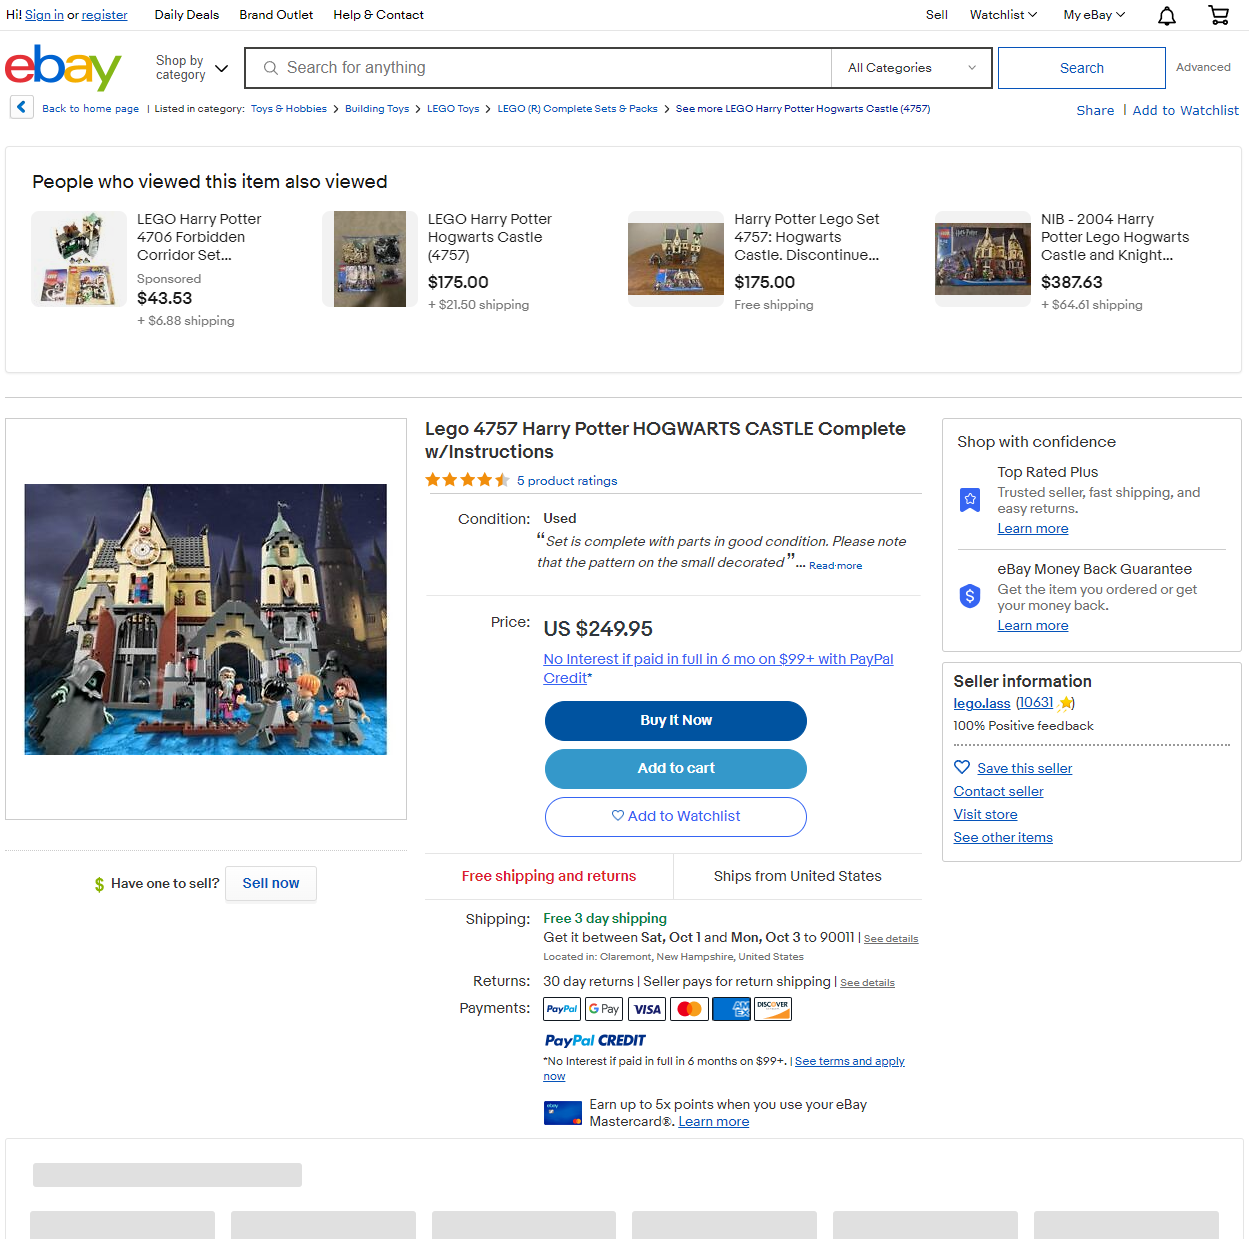 Hi! Sign in or register Daily Deals Brand Outlet Help & Contact Sell Watchlist My eBay
ebay
Shop by
category
Search for anything
All Categories
Search
Advanced
Back to home page | Listed in category: Toys & Hobbies > Building Toys > LEGO Toys > LEGO (R) Complete Sets & Packs > See more LEGO Harry Potter Hogwarts Castle (4757)
Share | Add to Watchlist
People who viewed this item also viewed
LEGO Harry Potter
4706 Forbidden
Corridor Set...
Sponsored
$43.53
+ $6.88 shipping
LEGO Harry Potter
Hogwarts Castle
(4757)
$175.00
+ $21.50 shipping
Harry Potter Lego Set
4757: Hogwarts
Castle. Discontinue...
$175.00
Free shipping
NIB - 2004 Harry
Potter Lego Hogwarts
Castle and Knight...
$387.63
+ $64.61 shipping
Lego 4757 Harry Potter HOGWARTS CASTLE Complete
w/Instructions
5 product ratings
Condition: Used
“Set is complete with parts in good condition. Please note
that the pattern on the small decorated ”... Read more
Price: US $249.95
No Interest if paid in full in 6 mo on $99+ with PayPal
Credit*
Buy It Now
Add to cart
Add to Watchlist
Free shipping and returns
Ships from United States
Shipping: Free 3 day shipping
Get it between Sat, Oct 1 and Mon, Oct 3 to 90011 | See details
Located in: Claremont, New Hampshire, United States
Returns: 30 day returns | Seller pays for return shipping | See details
Payments: PayPal G Pay VISA AMEX DISCOVER
PayPal CREDIT
*No Interest if paid in full in 6 months on $99+. | See terms and apply
now
Earn up to 5x points when you use your eBay
Mastercard®. Learn more
$ Have one to sell? Sell now
Shop with confidence
Top Rated Plus
Trusted seller, fast shipping, and
easy returns.
Learn more
eBay Money Back Guarantee
Get the item you ordered or get
your money back.
Learn more
Seller information
lego.lass (10631)
100% Positive feedback
Save this seller
Contact seller
Visit store
See other items